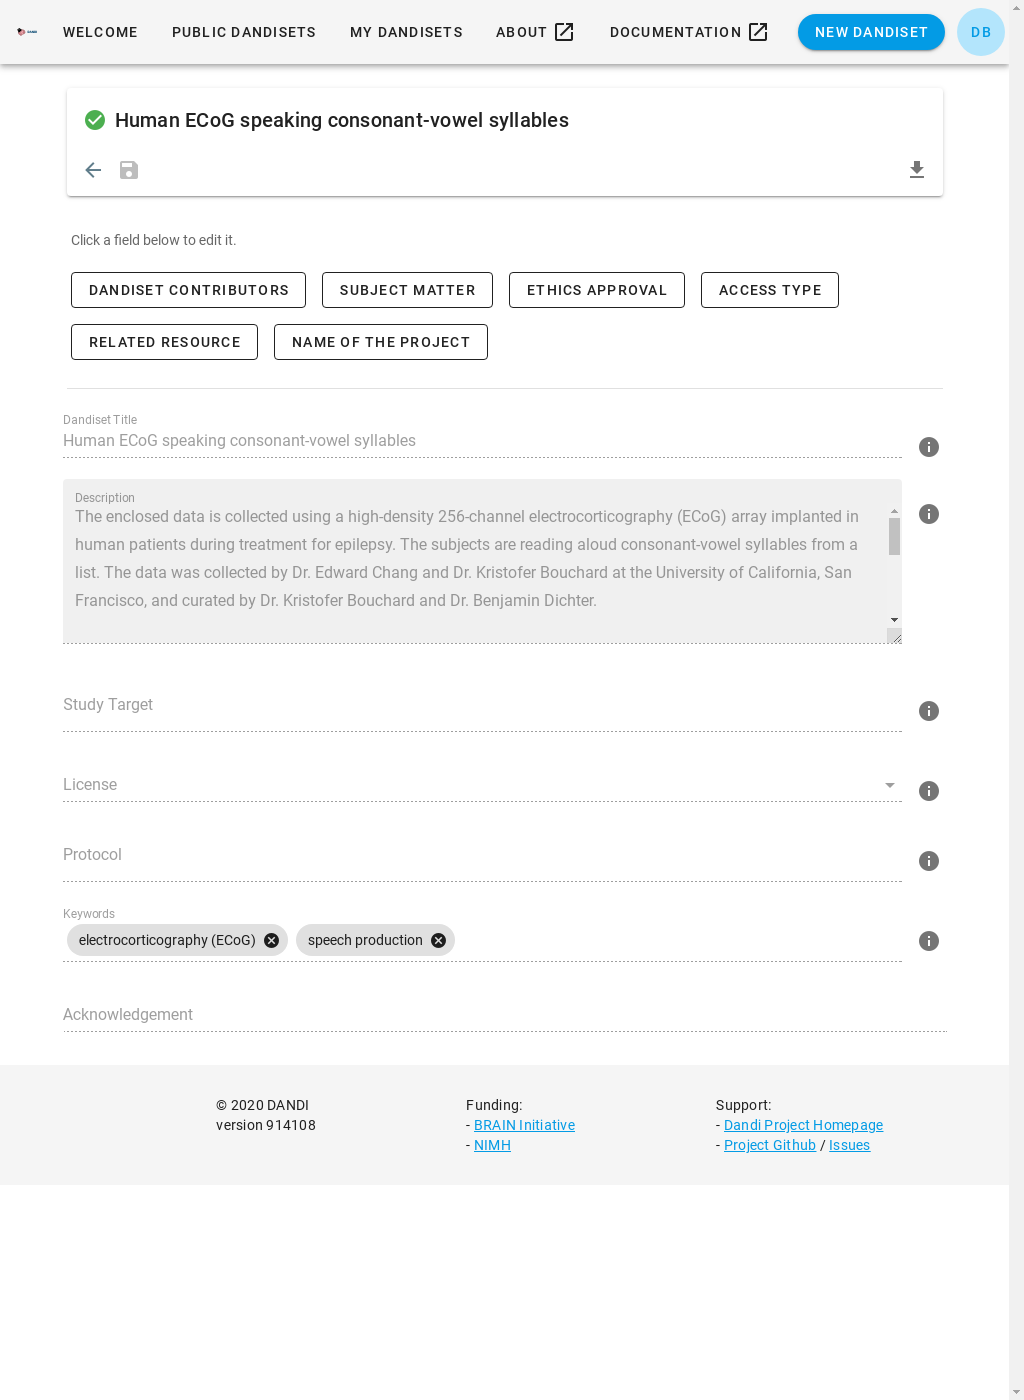 DANDI WELCOME PUBLIC DANDISETS MY DANDISETS ABOUT DOCUMENTATION NEW DANDISET DB
Human ECoG speaking consonant-vowel syllables
Click a field below to edit it.
DANDISET CONTRIBUTORS SUBJECT MATTER ETHICS APPROVAL ACCESS TYPE
RELATED RESOURCE NAME OF THE PROJECT
Dandiset Title
Human ECoG speaking consonant-vowel syllables
Description
The enclosed data is collected using a high-density 256-channel electrocorticography (ECoG) array implanted in
human patients during treatment for epilepsy. The subjects are reading aloud consonant-vowel syllables from a
list. The data was collected by Dr. Edward Chang and Dr. Kristofer Bouchard at the University of California, San
Francisco, and curated by Dr. Kristofer Bouchard and Dr. Benjamin Dichter.
Study Target
License
Protocol
Keywords
electrocorticography (ECoG) speech production
Acknowledgement
© 2020 DANDI
version 914108
Funding:
- BRAIN Initiative
- NIMH
Support:
- Dandi Project Homepage
- Project Github / Issues